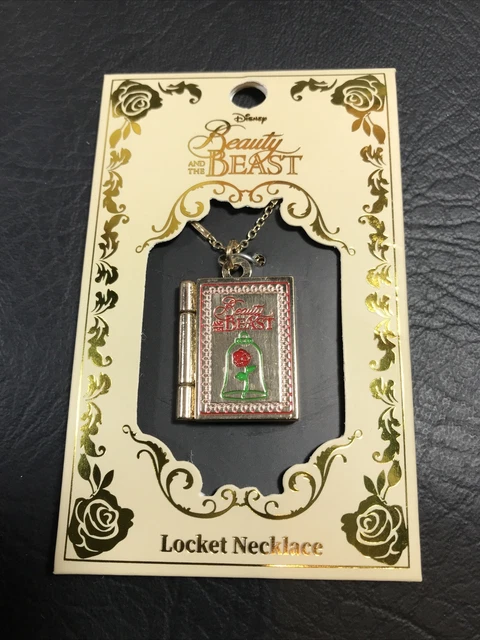 Disney
Beauty
AND THE BEAST
Beauty
AND THE BEAST
Locket Necklace